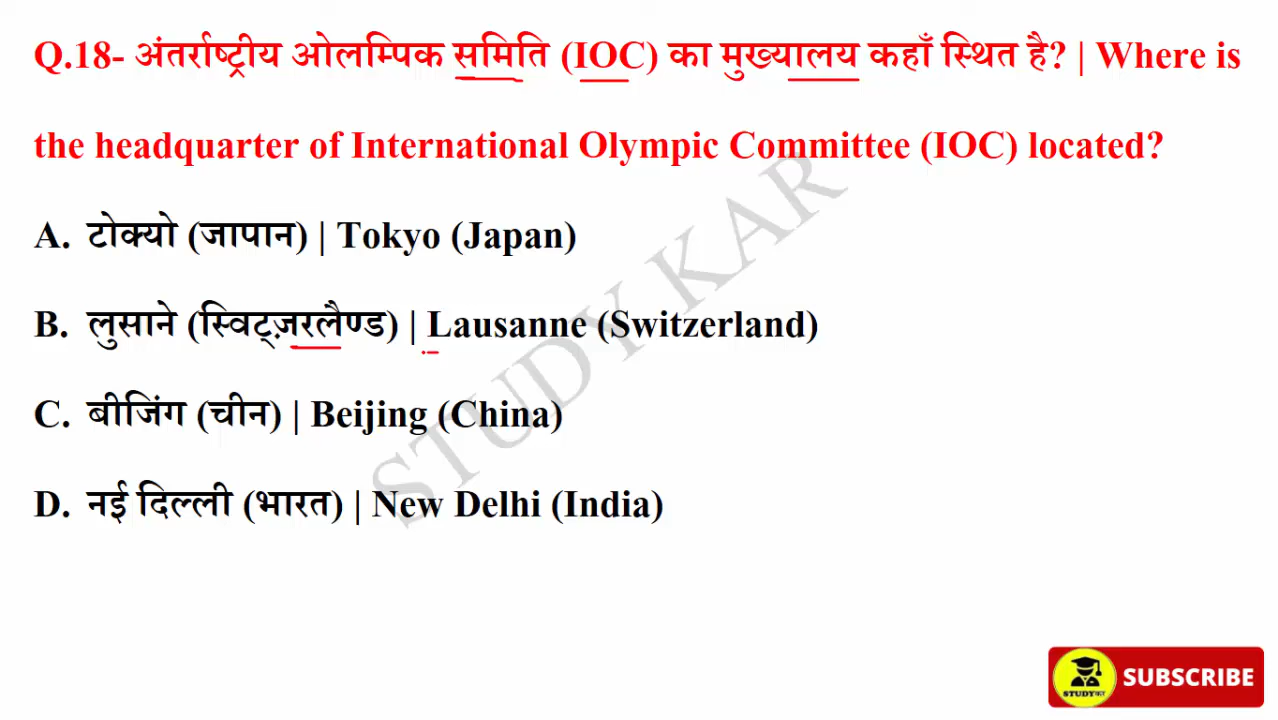 Q.18- अंतर्राष्ट्रीय ओलम्पिक समिति (IOC) का मुख्यालय कहाँ स्थित है? | Where is
the headquarter of International Olympic Committee (IOC) located?
A. टोक्यो (जापान) | Tokyo (Japan)
B. लुसाने (स्विट्ज़रलैण्ड) | Lausanne (Switzerland)
C. बीजिंग (चीन) | Beijing (China)
D. नई दिल्ली (भारत) | New Delhi (India)
STUDY KAR
STUDYकर
SUBSCRIBE